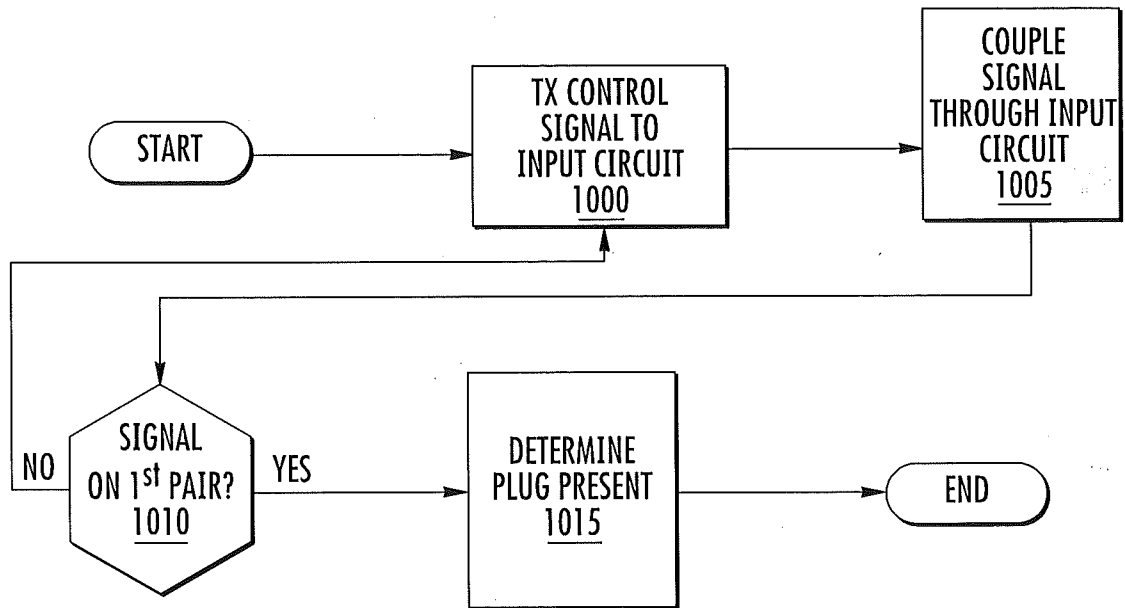 START
TX CONTROL
SIGNAL TO
INPUT CIRCUIT
1000
COUPLE
SIGNAL
THROUGH INPUT
CIRCUIT
1005
SIGNAL
ON 1st PAIR?
1010
NO
YES
DETERMINE
PLUG PRESENT
1015
END